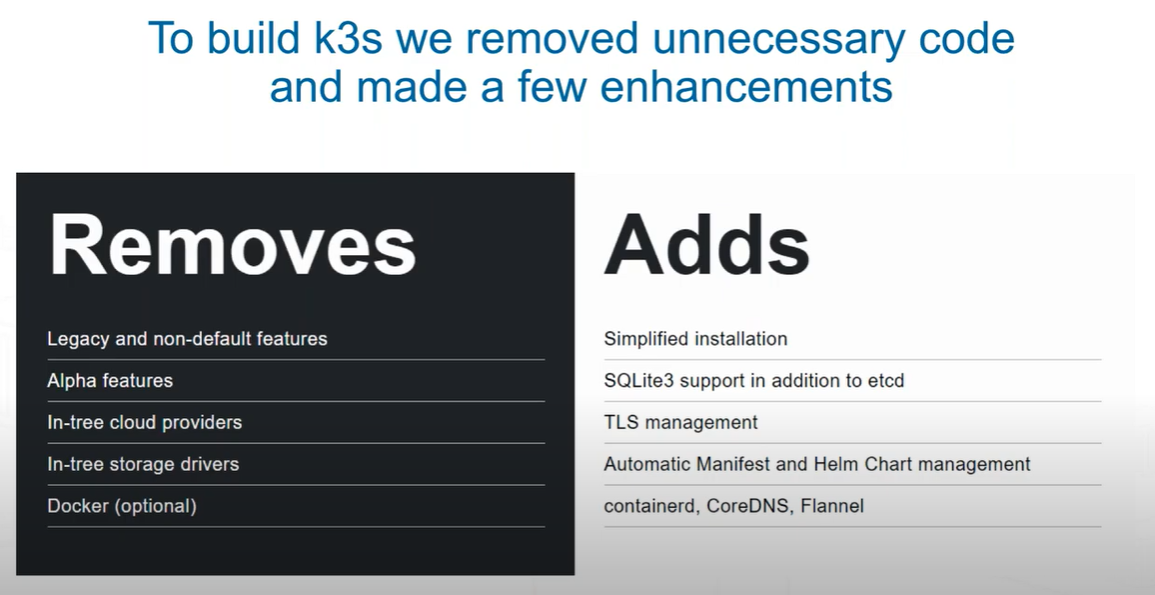 To build k3s we removed unnecessary code
and made a few enhancements
Removes
Legacy and non-default features
Alpha features
In-tree cloud providers
In-tree storage drivers
Docker (optional)
Adds
Simplified installation
SQLite3 support in addition to etcd
TLS management
Automatic Manifest and Helm Chart management
containerd, CoreDNS, Flannel